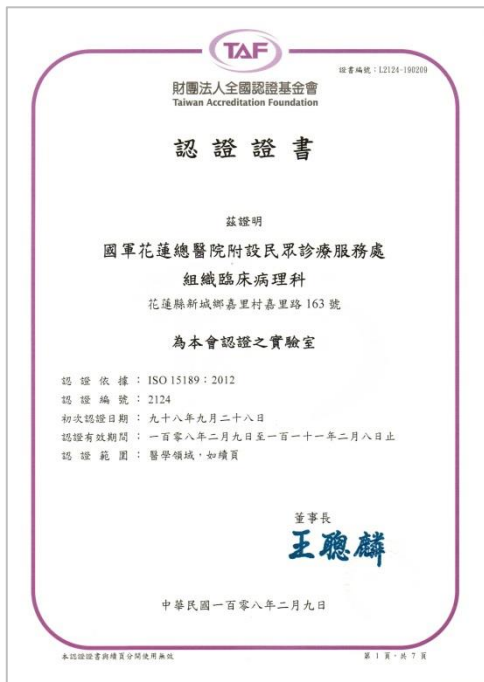 TAF
證書編號：L2124-190209
財團法人全國認證基金會
Taiwan Accreditation Foundation
認證證書
茲證明
國軍花蓮總醫院附設民眾診療服務處
組織臨床病理科
花蓮縣新城鄉嘉里村嘉里路 163 號
為本會認證之實驗室
認證依據：ISO 15189：2012
認證編號：2124
初次認證日期：九十八年九月二十八日
認證有效期間：一百零八年二月九日至一百一十一年二月八日止
認證範圍：醫學領域，如續頁
董事長
王聰麟
中華民國一百零八年二月九日
本認證證書與續頁分開使用無效
第 1 頁，共 7 頁